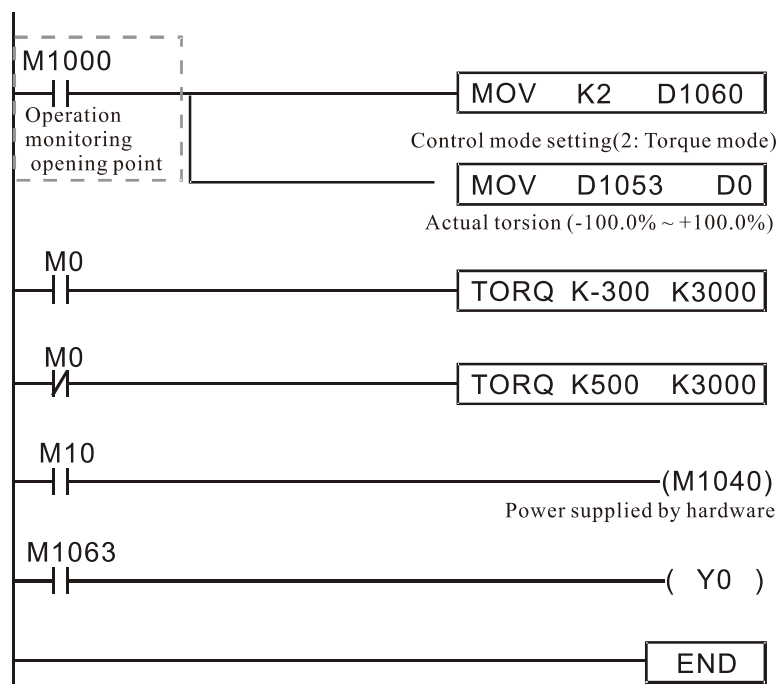 M1000
MOV K2 D1060
Operation
monitoring
opening point
Control mode setting(2: Torque mode)
MOV D1053 D0
Actual torsion (-100.0% ~ +100.0%)
M0
TORQ K-300 K3000
M0
TORQ K500 K3000
M10
(M1040)
Power supplied by hardware
M1063
( Y0 )
END